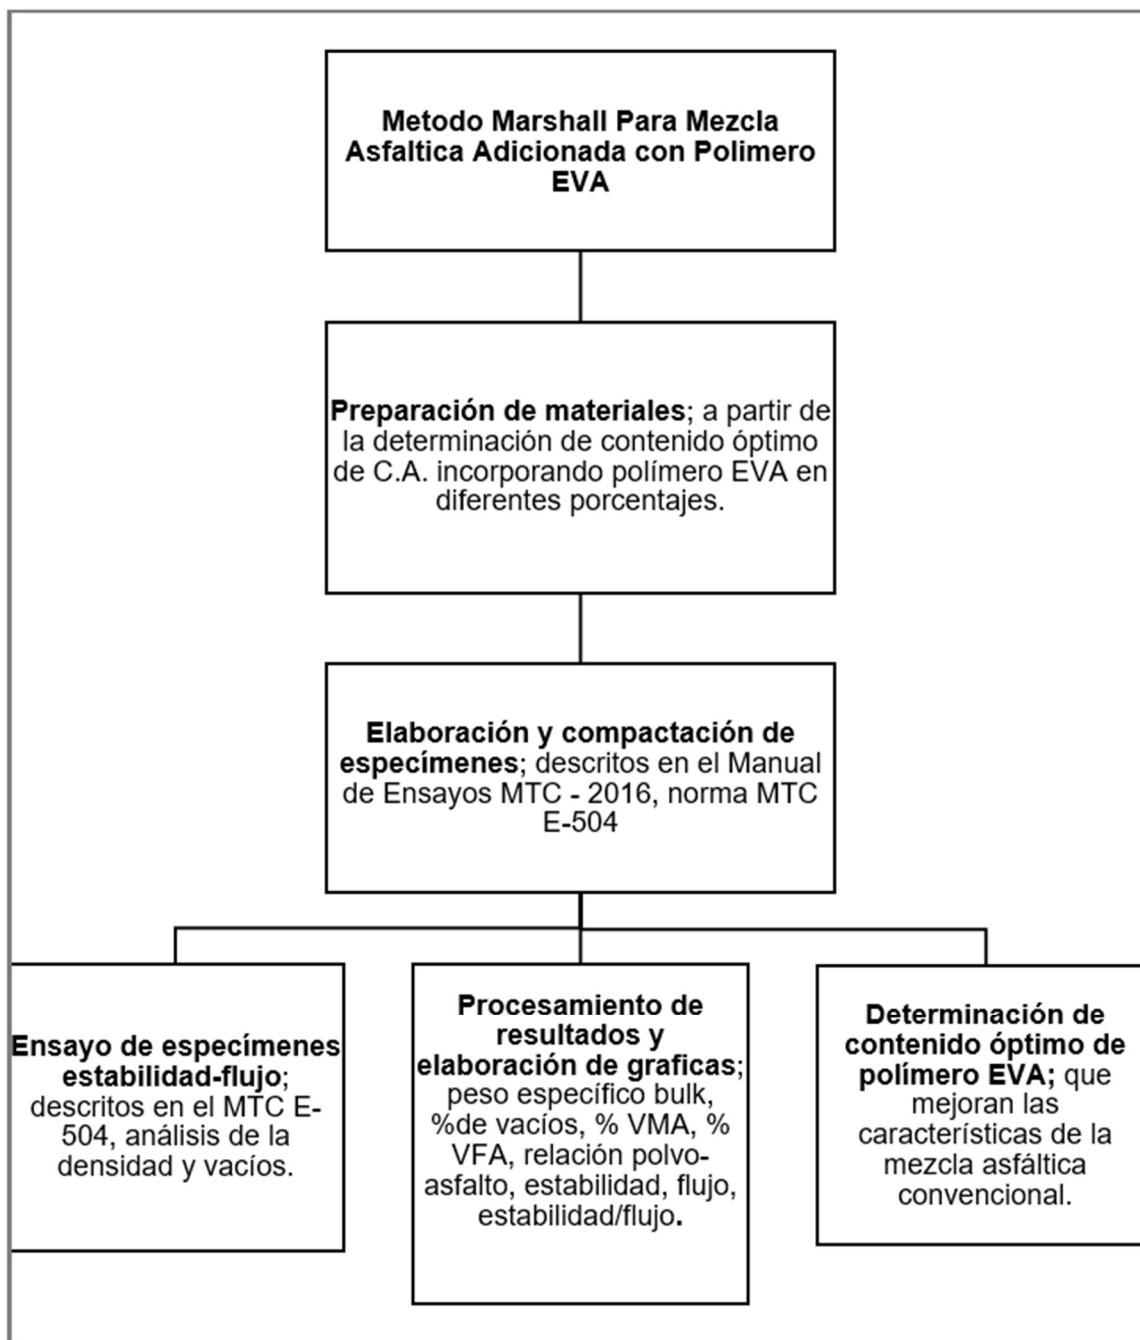 Metodo Marshall Para Mezcla
Asfaltica Adicionada con Polimero
EVA
Preparación de materiales; a partir de
la determinación de contenido óptimo
de C.A. incorporando polímero EVA en
diferentes porcentajes.
Elaboración y compactación de
especímenes; descritos en el Manual
de Ensayos MTC - 2016, norma MTC
E-504
Ensayo de especímenes
estabilidad-flujo;
descritos en el MTC E-
504, análisis de la
densidad y vacíos.
Procesamiento de
resultados y
elaboración de graficas;
peso específico bulk,
%de vacíos, % VMA, %
VFA, relación polvo-
asfalto, estabilidad, flujo,
estabilidad/flujo.
Determinación de
contenido óptimo de
polímero EVA; que
mejoran las
características de la
mezcla asfáltica
convencional.